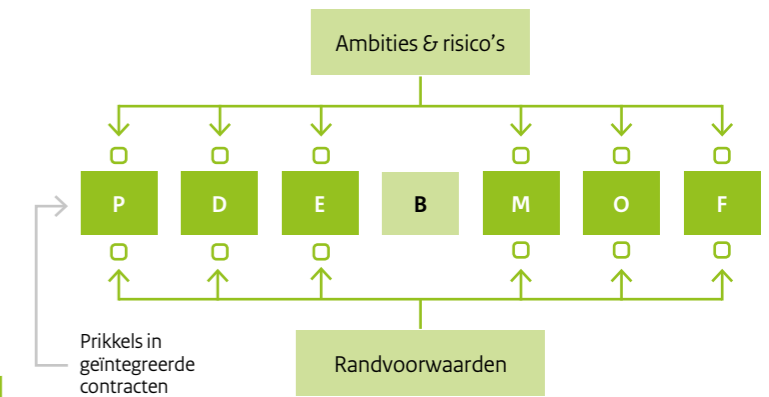 Ambities & risico's
P D E B M O F
Prikkels in
geïntegreerde
contracten
Randvoorwaarden